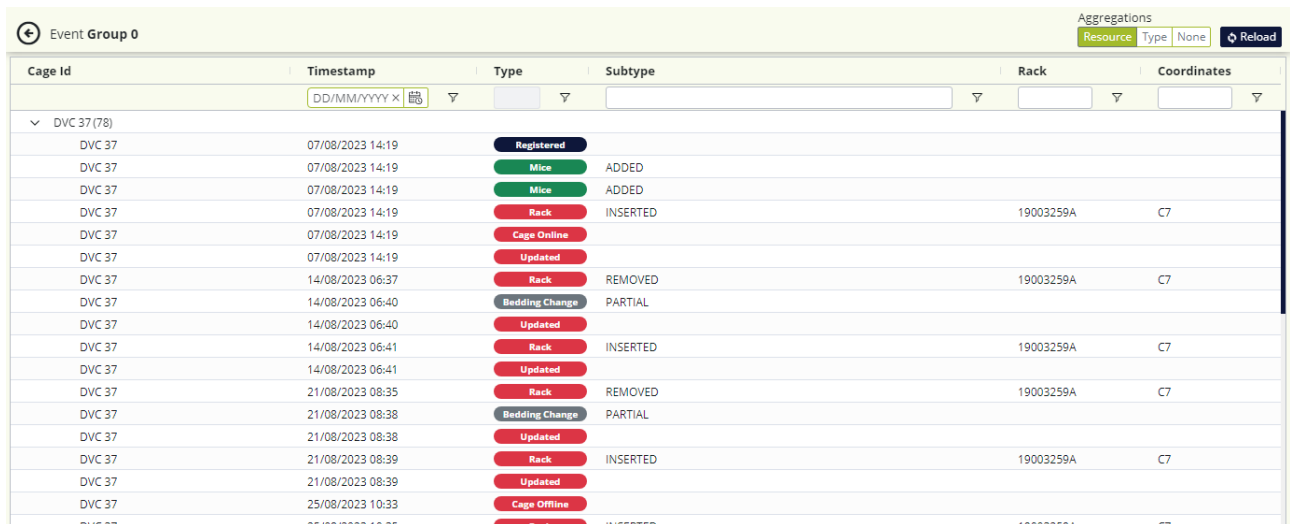 Aggregations
Event Group 0
Resource Type None Reload
Cage Id Timestamp Type Subtype Rack Coordinates
DD/MM/YYYY
DVC 37 (78)
DVC 37 07/08/2023 14:19 Registered
DVC 37 07/08/2023 14:19 Mice ADDED
DVC 37 07/08/2023 14:19 Mice ADDED
DVC 37 07/08/2023 14:19 Rack INSERTED 19003259A C7
DVC 37 07/08/2023 14:19 Cage Online
DVC 37 07/08/2023 14:19 Updated
DVC 37 14/08/2023 06:37 Rack REMOVED 19003259A C7
DVC 37 14/08/2023 06:40 Bedding Change PARTIAL
DVC 37 14/08/2023 06:40 Updated
DVC 37 14/08/2023 06:41 Rack INSERTED 19003259A C7
DVC 37 14/08/2023 06:41 Updated
DVC 37 21/08/2023 08:35 Rack REMOVED 19003259A C7
DVC 37 21/08/2023 08:38 Bedding Change PARTIAL
DVC 37 21/08/2023 08:38 Updated
DVC 37 21/08/2023 08:39 Rack INSERTED 19003259A C7
DVC 37 21/08/2023 08:39 Updated
DVC 37 25/08/2023 10:33 Cage Offline